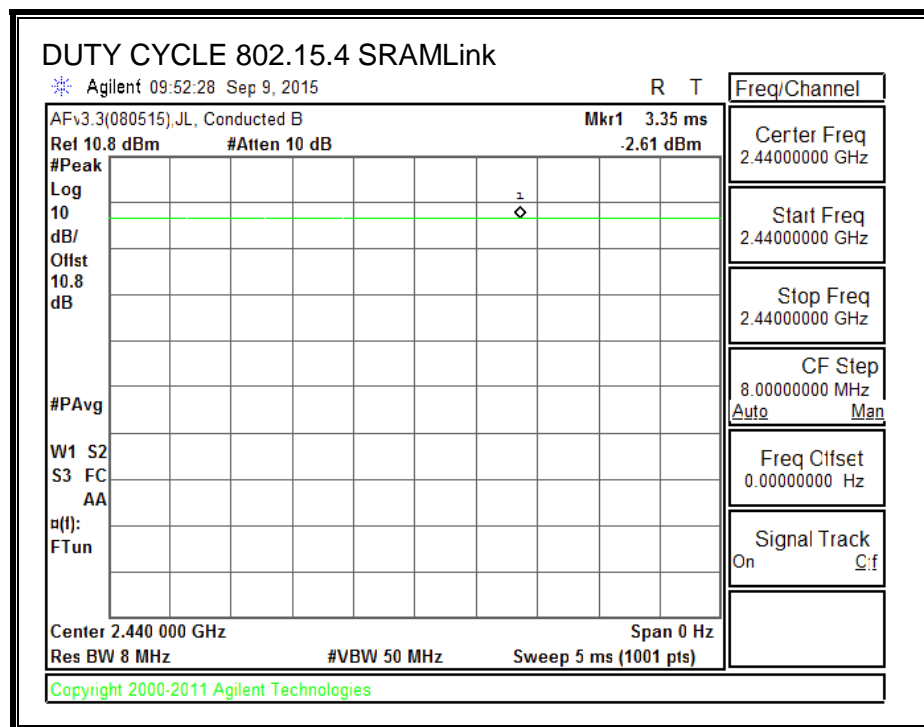 DUTY CYCLE 802.15.4 SRAMLink
Agilent 09:52:28 Sep 9, 2015
R T
Freq/Channel
AFv3.3(080515),JL, Conducted B
Mkr1 3.35 ms
Ref 10.8 dBm
#Atten 10 dB
-2.61 dBm
#Peak
Log
10
dB/
Offst
10.8
dB
1
#PAvg
W1 S2
S3 FC
AA
¤(f):
FTun
Center 2.440 000 GHz
Span 0 Hz
Res BW 8 MHz
#VBW 50 MHz
Sweep 5 ms (1001 pts)
Center Freq
2.44000000 GHz
Start Freq
2.44000000 GHz
Stop Freq
2.44000000 GHz
CF Step
8.00000000 MHz
Auto Man
Freq Offset
0.00000000 Hz
Signal Track
On Off
Copyright 2000-2011 Agilent Technologies